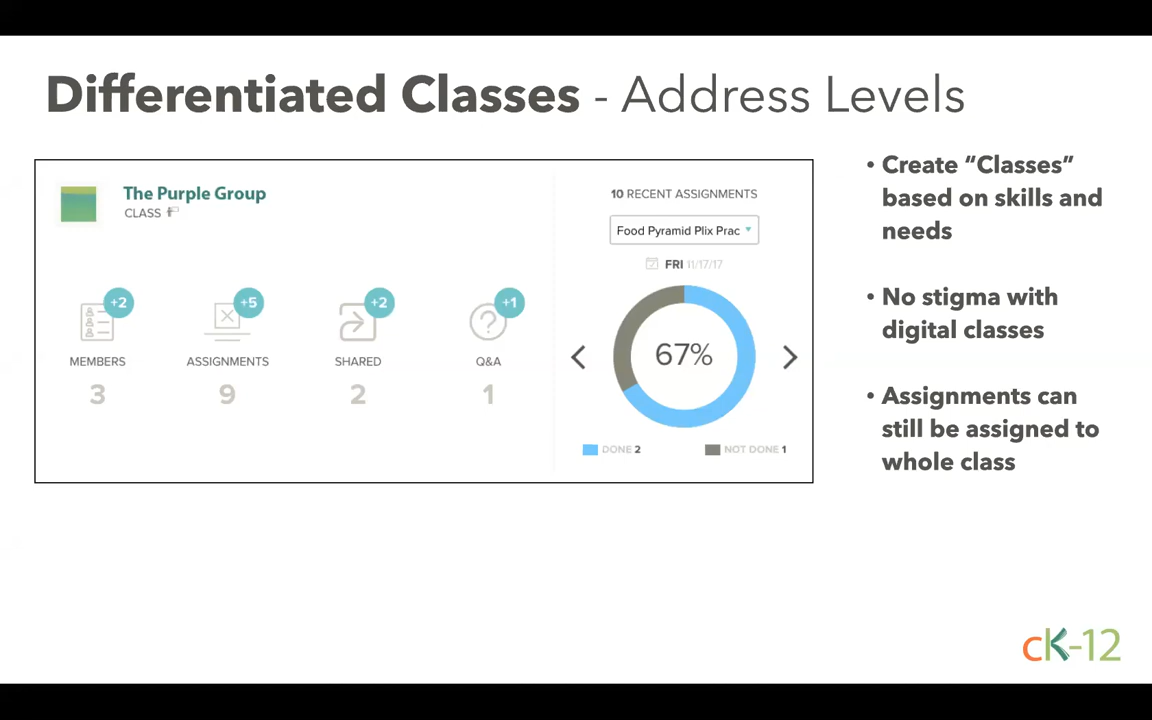 Differentiated Classes - Address Levels
The Purple Group
CLASS
+2
+5
+2
+1
MEMBERS
ASSIGNMENTS
SHARED
Q&A
3
9
2
1
10 RECENT ASSIGNMENTS
Food Pyramid Plix Prac
FRI 11/17/17
67%
DONE 2
NOT DONE 1
• Create “Classes”
based on skills and
needs
• No stigma with
digital classes
• Assignments can
still be assigned to
whole class
cK-12